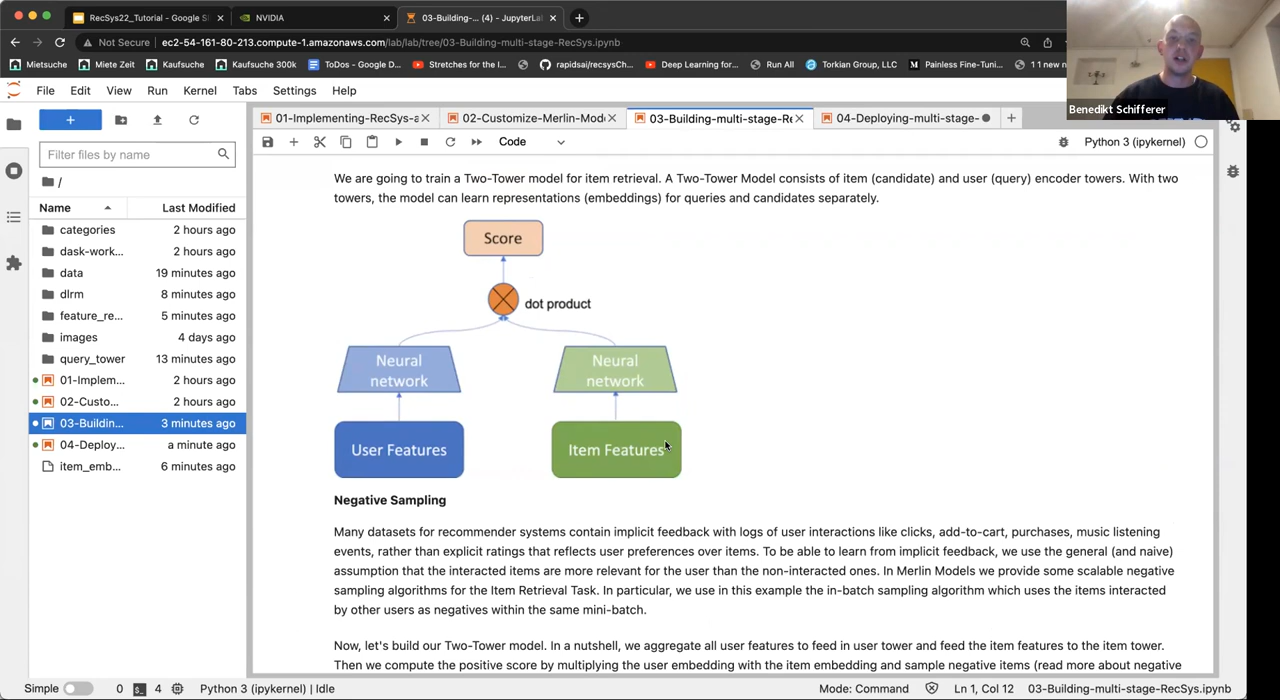 RecSys22_Tutorial - Google S
NVIDIA
03-Building-... (4) - JupyterLa
Not Secure
ec2-54-161-80-213.compute-1.amazonaws.com/lab/lab/tree/03-Building-multi-stage-RecSys.ipynb
Mietsuche
Miete Zeit
Kaufsuche
Kaufsuche 300k
ToDos - Google D...
Stretches for the I...
rapidsai/recsysCh...
Deep Learning for...
Run All
Torkian Group, LLC
Painless Fine-Tuni...
1 1 new n
Benedikt Schifferer
File
Edit
View
Run
Kernel
Tabs
Settings
Help
01-Implementing-RecSys-a
02-Customize-Merlin-Mode
03-Building-multi-stage-Re
04-Deploying-multi-stage-
Code
Python 3 (ipykernel)
Filter files by name
/
Name
Last Modified
categories 2 hours ago
dask-work... 2 hours ago
data 19 minutes ago
dlrm 8 minutes ago
feature_re... 5 minutes ago
images 4 days ago
query_tower 13 minutes ago
01-Implem... 2 hours ago
02-Custo... 2 hours ago
03-Buildin... 3 minutes ago
04-Deploy... a minute ago
item_emb... 6 minutes ago
We are going to train a Two-Tower model for item retrieval. A Two-Tower Model consists of item (candidate) and user (query) encoder towers. With two
towers, the model can learn representations (embeddings) for queries and candidates separately.
Score
dot product
Neural
network
Neural
network
User Features
Item Features
Negative Sampling
Many datasets for recommender systems contain implicit feedback with logs of user interactions like clicks, add-to-cart, purchases, music listening
events, rather than explicit ratings that reflects user preferences over items. To be able to learn from implicit feedback, we use the general (and naive)
assumption that the interacted items are more relevant for the user than the non-interacted ones. In Merlin Models we provide some scalable negative
sampling algorithms for the Item Retrieval Task. In particular, we use in this example the in-batch sampling algorithm which uses the items interacted
by other users as negatives within the same mini-batch.
Now, let's build our Two-Tower model. In a nutshell, we aggregate all user features to feed in user tower and feed the item features to the item tower.
Then we compute the positive score by multiplying the user embedding with the item embedding and sample negative items (read more about negative
Simple
0
4
Python 3 (ipykernel) | Idle
Mode: Command
Ln 1, Col 12
03-Building-multi-stage-RecSys.ipynb